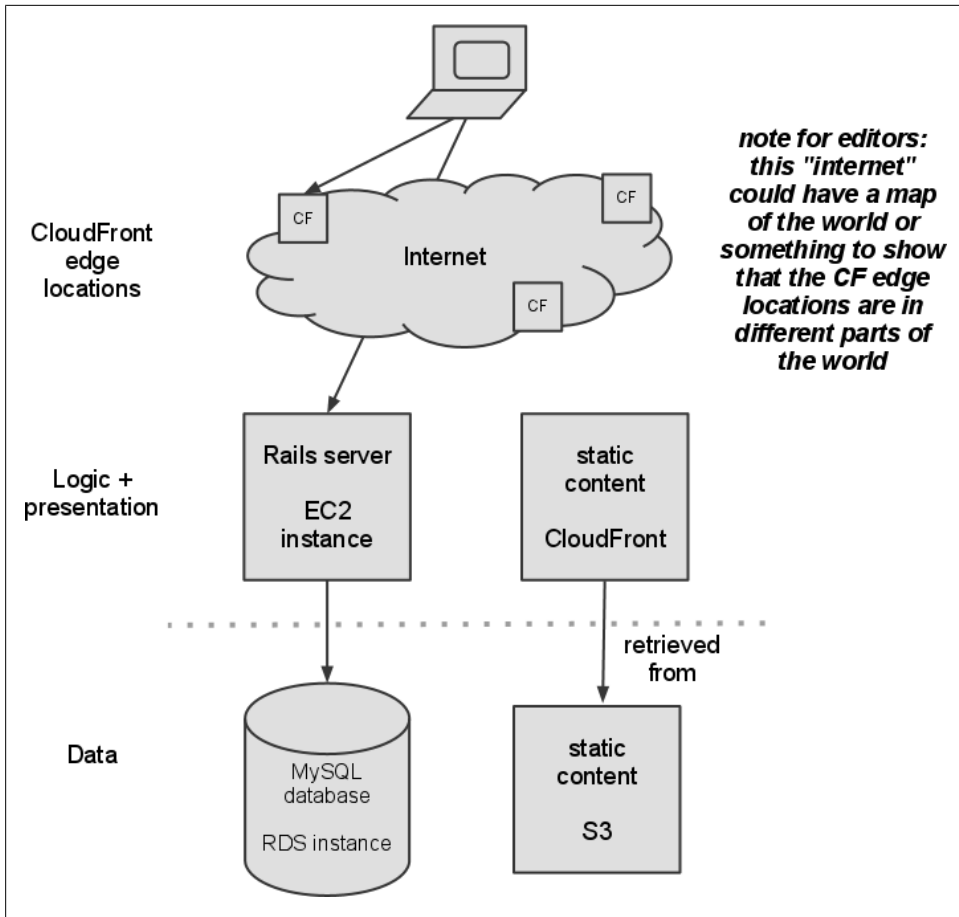 note for editors:
this "internet"
could have a map
of the world or
something to show
that the CF edge
locations are in
different parts of
the world
CF
CF
CloudFront
edge
locations
Internet
CF
Logic +
presentation
Rails server
EC2
instance
static
content
CloudFront
retrieved
from
Data
MySQL
database
RDS instance
static
content
S3